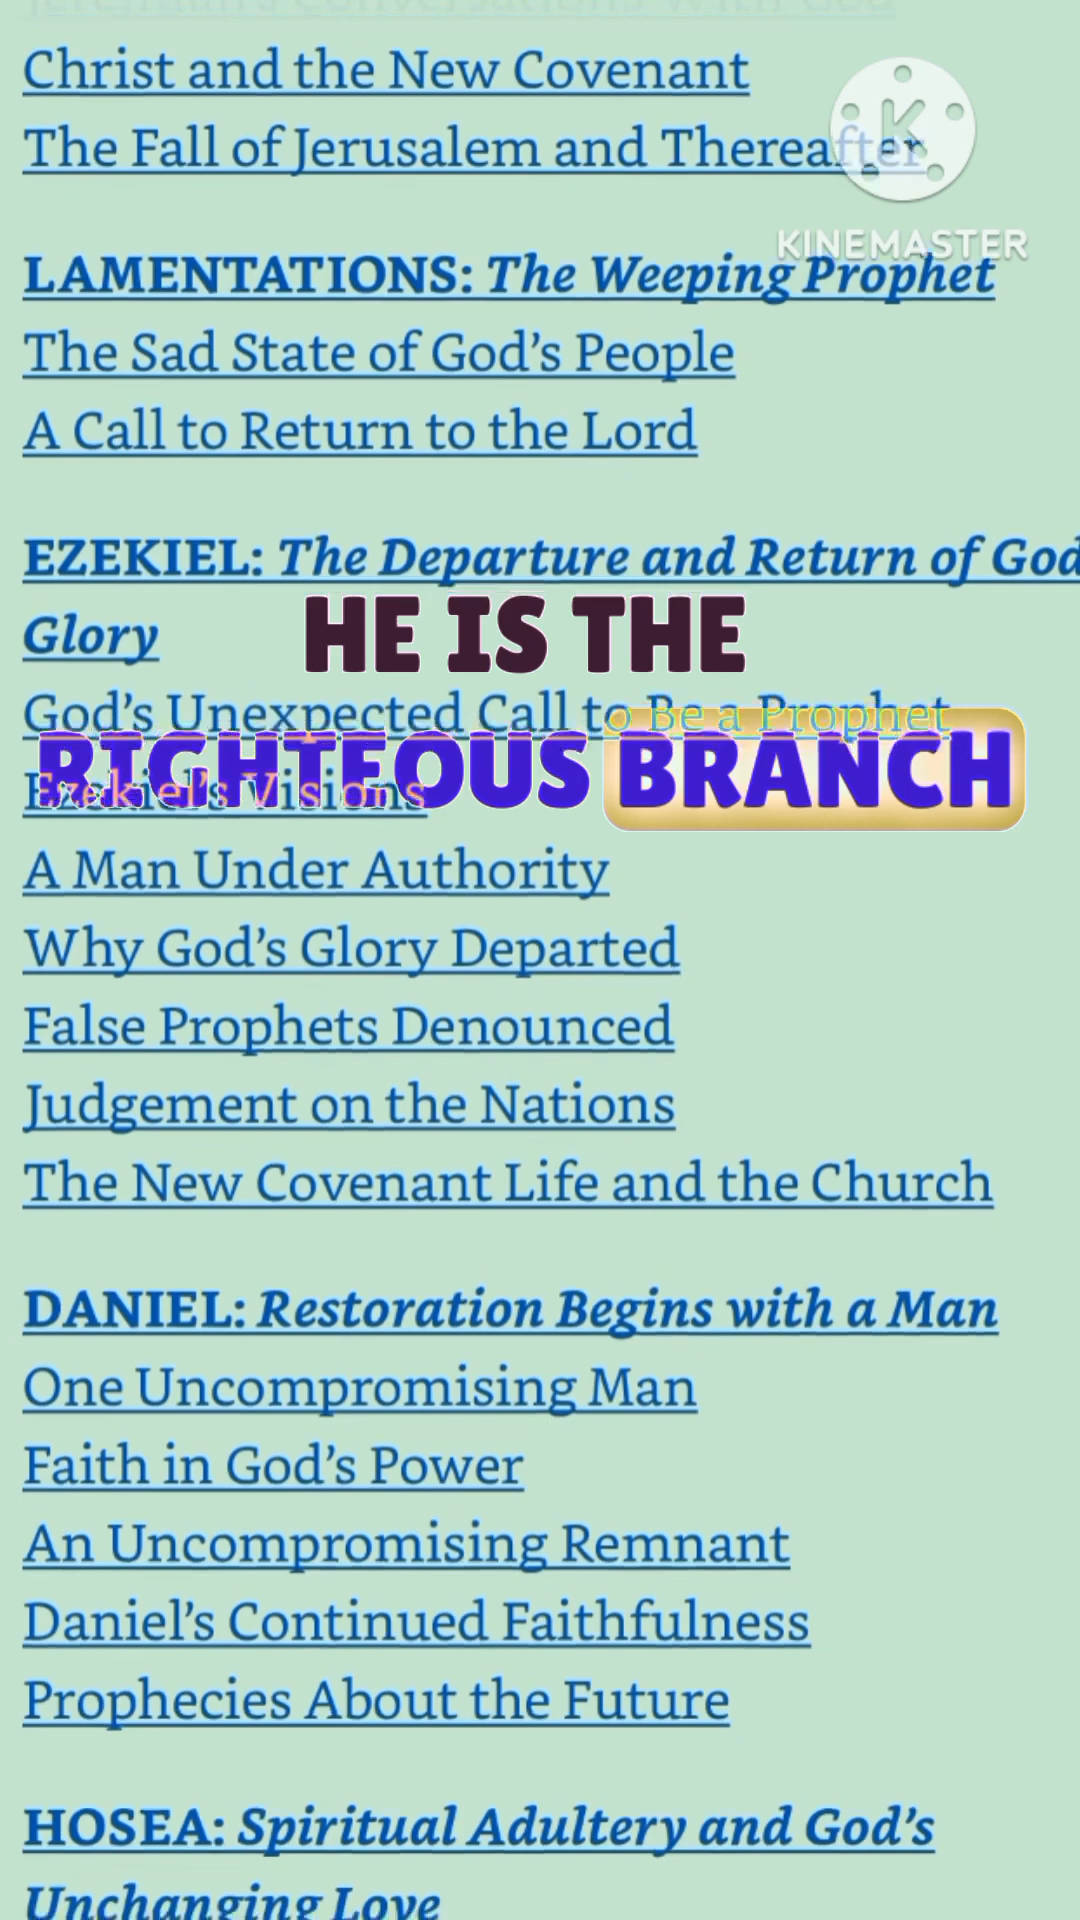 Jeremiah's Conversations with God
Christ and the New Covenant
The Fall of Jerusalem and Thereafter
K
KINEMASTER
LAMENTATIONS: The Weeping Prophet
The Sad State of God’s People
A Call to Return to the Lord
EZEKIEL: The Departure and Return of God
Glory
HE IS THE
God’s Unexpected Call to Be a Prophet
RIGHTEOUS BRANCH
Ezekiel’s Visions
A Man Under Authority
Why God’s Glory Departed
False Prophets Denounced
Judgement on the Nations
The New Covenant Life and the Church
DANIEL: Restoration Begins with a Man
One Uncompromising Man
Faith in God’s Power
An Uncompromising Remnant
Daniel’s Continued Faithfulness
Prophecies About the Future
HOSEA: Spiritual Adultery and God’s
Unchanging Love